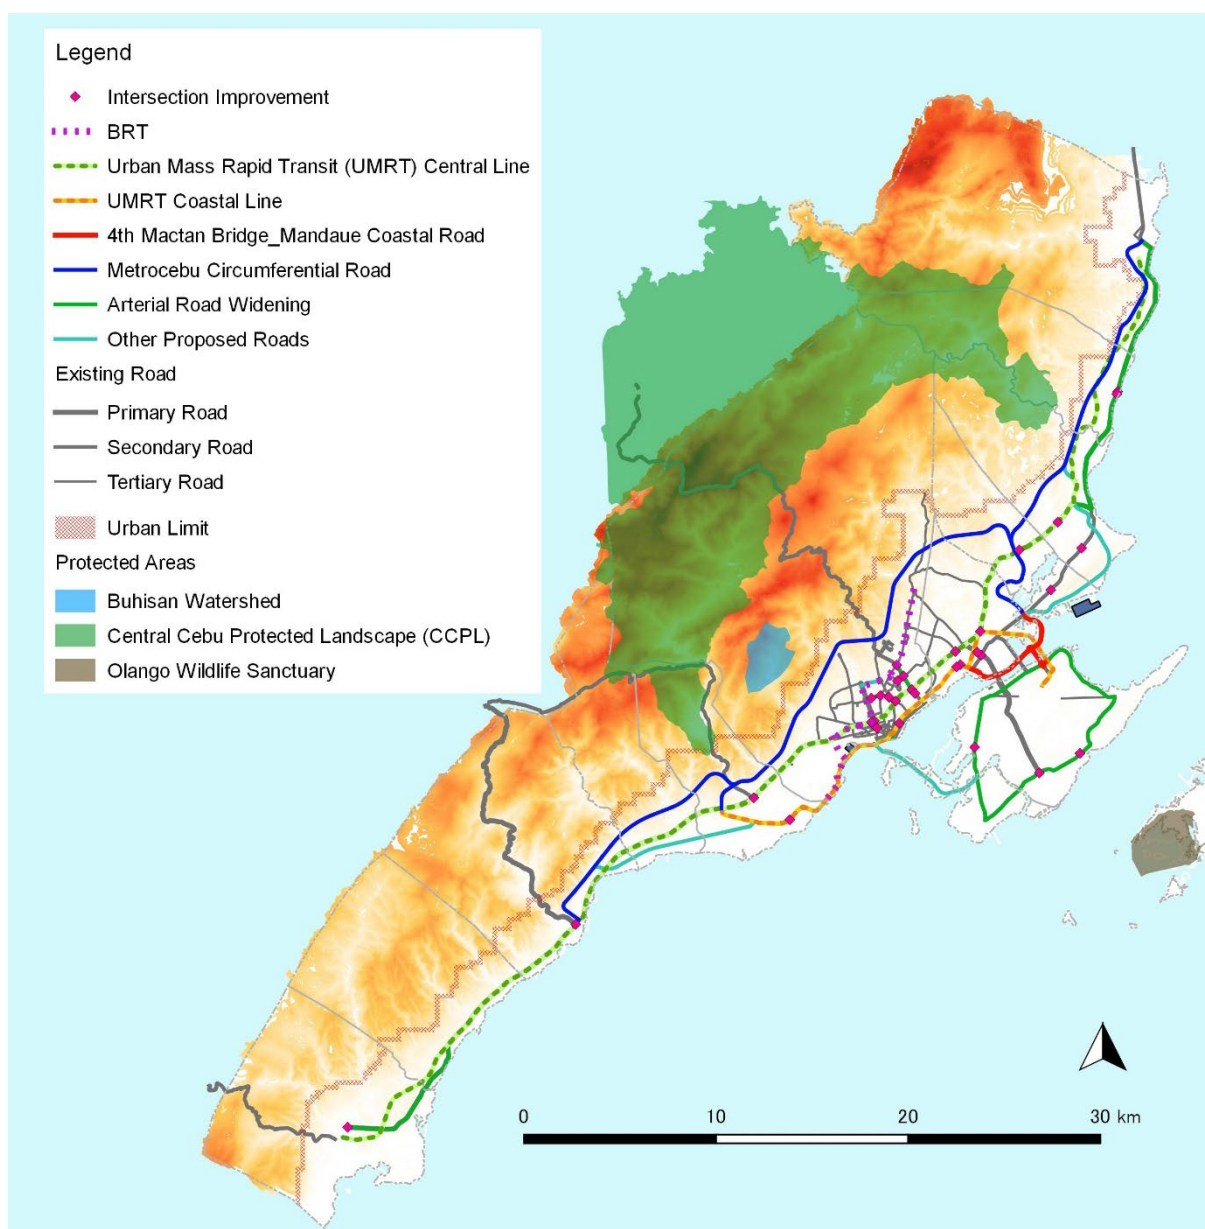 Legend
Intersection Improvement
BRT
Urban Mass Rapid Transit (UMRT) Central Line
UMRT Coastal Line
4th Mactan Bridge_Mandaue Coastal Road
Metrocebu Circumferential Road
Arterial Road Widening
Other Proposed Roads
Existing Road
Primary Road
Secondary Road
Tertiary Road
Urban Limit
Protected Areas
Buhisan Watershed
Central Cebu Protected Landscape (CCPL)
Olango Wildlife Sanctuary
0 10 20 30 km